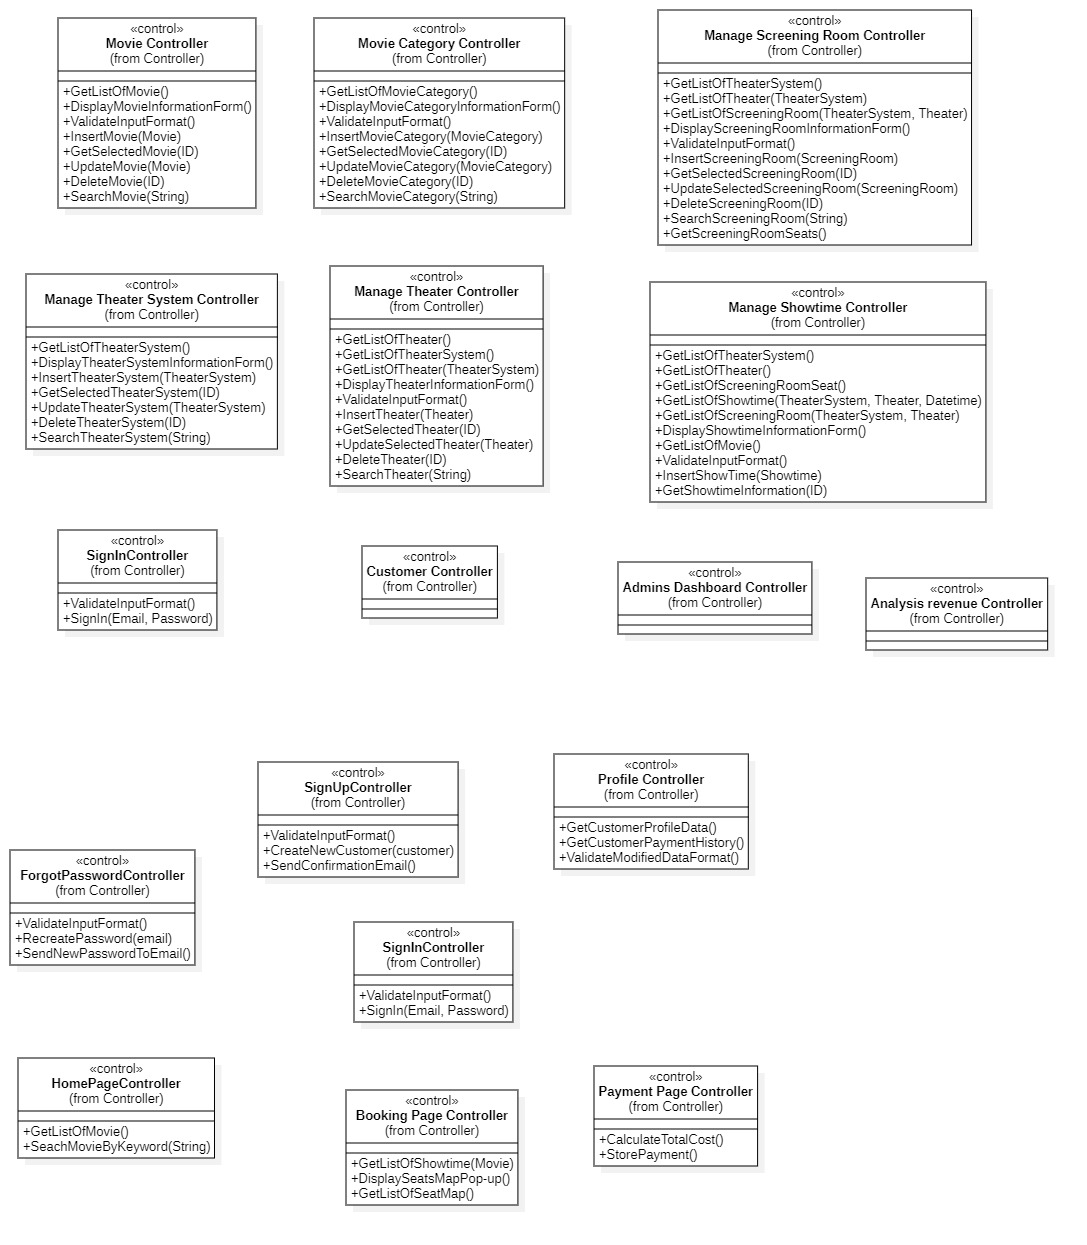 «control»
Movie Controller
(from Controller)
+GetListOfMovie()
+DisplayMovieInformationForm()
+ValidateInputFormat()
+InsertMovie(Movie)
+GetSelectedMovie(ID)
+UpdateMovie(Movie)
+DeleteMovie(ID)
+SearchMovie(String)
«control»
Movie Category Controller
(from Controller)
+GetListOfMovieCategory()
+DisplayMovieCategoryInformationForm()
+ValidateInputFormat()
+InsertMovieCategory(MovieCategory)
+GetSelectedMovieCategory(ID)
+UpdateMovieCategory(MovieCategory)
+DeleteMovieCategory(ID)
+SearchMovieCategory(String)
«control»
Manage Screening Room Controller
(from Controller)
+GetListOfTheaterSystem()
+GetListOfTheater(TheaterSystem)
+GetListOfScreeningRoom(TheaterSystem, Theater)
+DisplayScreeningRoomInformationForm()
+ValidateInputFormat()
+InsertScreeningRoom(ScreeningRoom)
+GetSelectedScreeningRoom(ID)
+UpdateSelectedScreeningRoom(ScreeningRoom)
+DeleteScreeningRoom(ID)
+SearchScreeningRoom(String)
+GetScreeningRoomSeats()
«control»
Manage Theater System Controller
(from Controller)
+GetListOfTheaterSystem()
+DisplayTheaterSystemInformationForm()
+InsertTheaterSystem(TheaterSystem)
+GetSelectedTheaterSystem(ID)
+UpdateTheaterSystem(TheaterSystem)
+DeleteTheaterSystem(ID)
+SearchTheaterSystem(String)
«control»
Manage Theater Controller
(from Controller)
+GetListOfTheater()
+GetListOfTheaterSystem()
+GetListOfTheater(TheaterSystem)
+DisplayTheaterInformationForm()
+ValidateInputFormat()
+InsertTheater(Theater)
+GetSelectedTheater(ID)
+UpdateSelectedTheater(Theater)
+DeleteTheater(ID)
+SearchTheater(String)
«control»
Manage Showtime Controller
(from Controller)
+GetListOfTheaterSystem()
+GetListOfTheater()
+GetListOfScreeningRoomSeat()
+GetListOfShowtime(TheaterSystem, Theater, Datetime)
+GetListOfScreeningRoom(TheaterSystem, Theater)
+DisplayShowtimeInformationForm()
+GetListOfMovie()
+ValidateInputFormat()
+InsertShowTime(Showtime)
+GetShowtimeInformation(ID)
«control»
SignInController
(from Controller)
+ValidateInputFormat()
+SignIn(Email, Password)
«control»
Customer Controller
(from Controller)
«control»
Admins Dashboard Controller
(from Controller)
«control»
Analysis revenue Controller
(from Controller)
«control»
SignUpController
(from Controller)
+ValidateInputFormat()
+CreateNewCustomer(customer)
+SendConfirmationEmail()
«control»
Profile Controller
(from Controller)
+GetCustomerProfileData()
+GetCustomerPaymentHistory()
+ValidateModifiedDataFormat()
«control»
ForgotPasswordController
(from Controller)
+ValidateInputFormat()
+RecreatePassword(email)
+SendNewPasswordToEmail()
«control»
SignInController
(from Controller)
+ValidateInputFormat()
+SignIn(Email, Password)
«control»
HomePageController
(from Controller)
+GetListOfMovie()
+SeachMovieByKeyword(String)
«control»
Booking Page Controller
(from Controller)
+GetListOfShowtime(Movie)
+DisplaySeatsMapPop-up()
+GetListOfSeatMap()
«control»
Payment Page Controller
(from Controller)
+CalculateTotalCost()
+StorePayment()